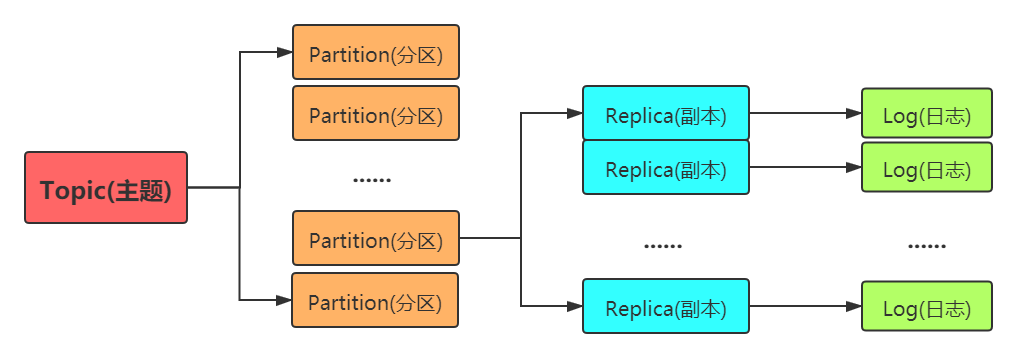 Topic(主题)
Partition(分区)
Partition(分区)
......
Partition(分区)
Partition(分区)
Replica(副本)
Replica(副本)
......
Replica(副本)
Log(日志)
Log(日志)
......
Log(日志)